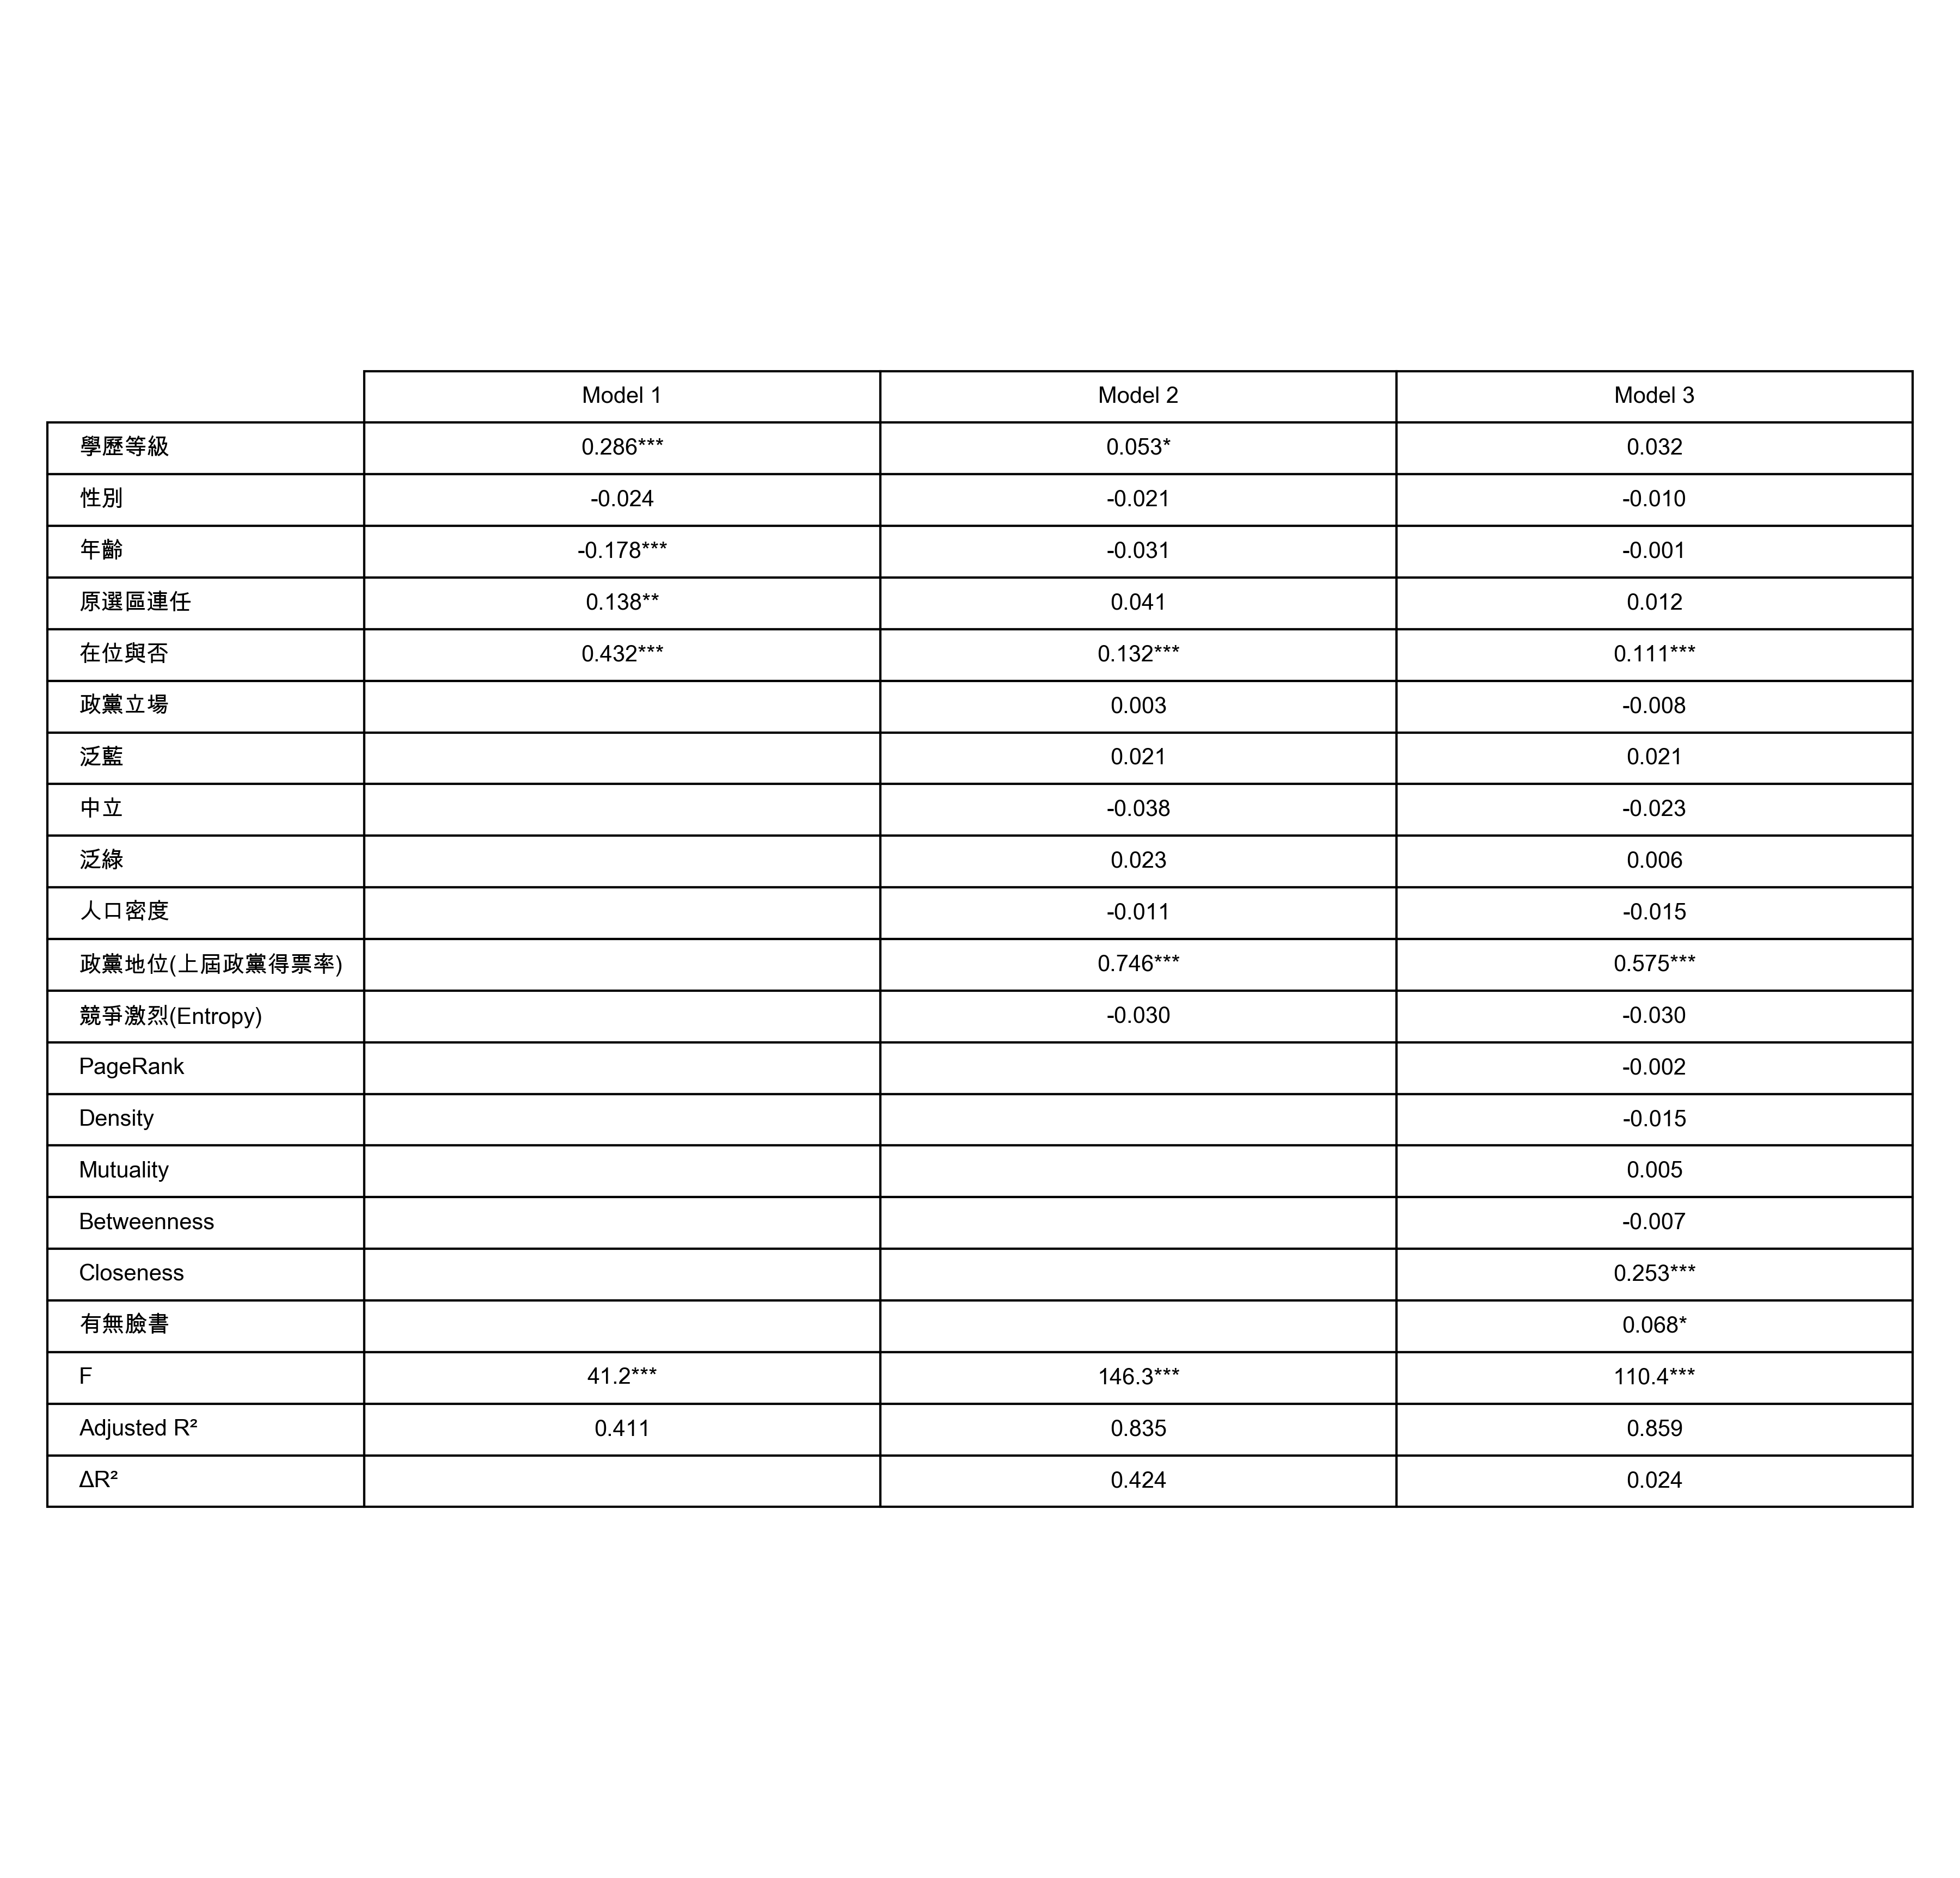 Model 1 Model 2 Model 3
學歷等級 0.286*** 0.053* 0.032
性別 -0.024 -0.021 -0.010
年齡 -0.178*** -0.031 -0.001
原選區連任 0.138** 0.041 0.012
在位與否 0.432*** 0.132*** 0.111***
政黨立場 0.003 -0.008
泛藍 0.021 0.021
中立 -0.038 -0.023
泛綠 0.023 0.006
人口密度 -0.011 -0.015
政黨地位(上屆政黨得票率) 0.746*** 0.575***
競爭激烈(Entropy) -0.030 -0.030
PageRank -0.002
Density -0.015
Mutuality 0.005
Betweenness -0.007
Closeness 0.253***
有無臉書 0.068*
F 41.2*** 146.3*** 110.4***
Adjusted R² 0.411 0.835 0.859
ΔR² 0.424 0.024